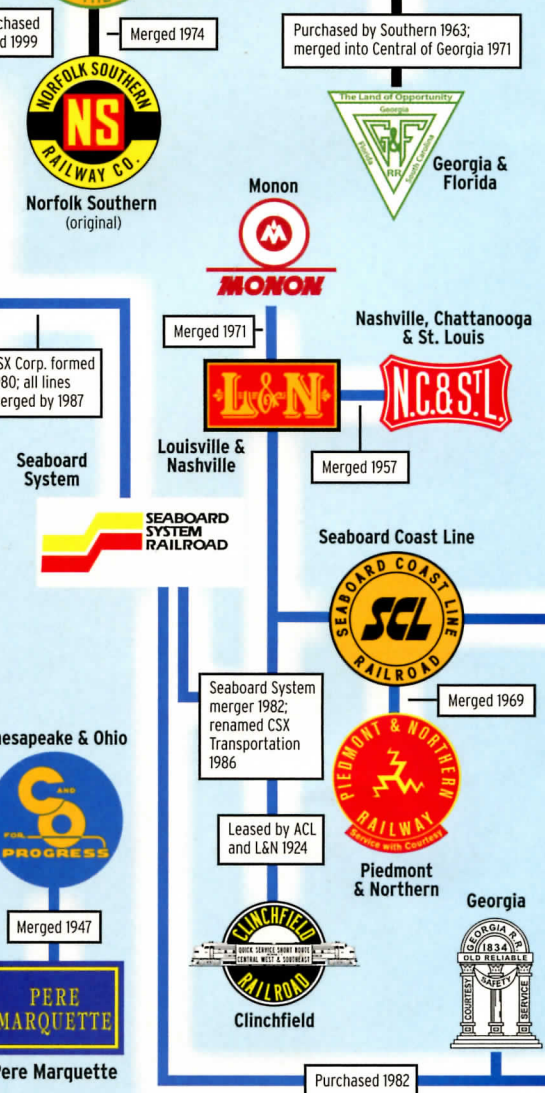 chased
d 1999
Merged 1974
Purchased by Southern 1963;
merged into Central of Georgia 1971
NORFOLK SOUTHERN
NS
RAILWAY CO.
Norfolk Southern
(original)
The Land of Opportunity
Georgia
Florida
G&F
South Carolina
RR
Georgia &
Florida
Monon
M
MONON
Merged 1971
Nashville, Chattanooga
& St. Louis
SX Corp. formed
80; all lines
erged by 1987
L&N
N.C.& ST.L.
Louisville &
Nashville
Merged 1957
Seaboard
System
SEABOARD
SYSTEM
RAILROAD
Seaboard Coast Line
SEABOARD COAST LINE
SCL
RAILROAD
Seaboard System
merger 1982;
renamed CSX
Transportation
1986
Merged 1969
esapeake & Ohio
C AND O
FOR
PROGRESS
PIEDMONT & NORTHERN
RAILWAY
Service with Courtesy
Leased by ACL
and L&N 1924
Piedmont
& Northern
Merged 1947
CLINCHFIELD
QUICK SERVICE SHORT ROUTE
CENTRAL WEST & SOUTHEAST
RAILROAD
Clinchfield
Georgia
GEORGIA R.R.
1834
OLD RELIABLE
COURTESY
SAFETY
SERVICE
PERE
MARQUETTE
ere Marquette
Purchased 1982